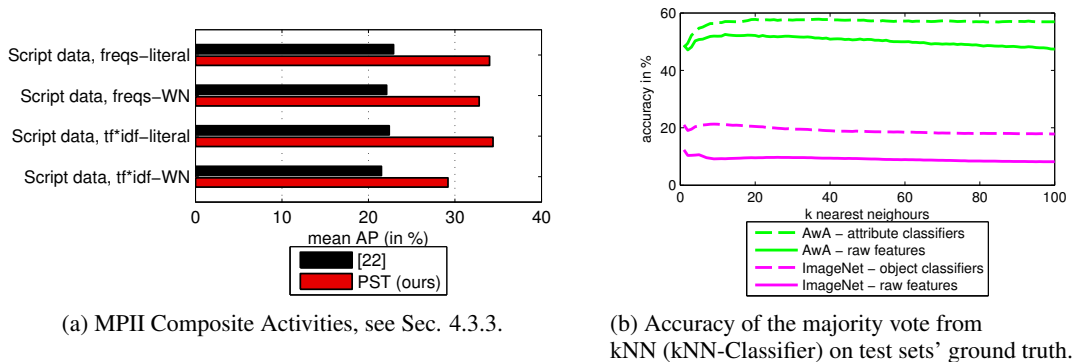 Script data, freqs−literal
Script data, freqs−WN
Script data, tf*idf−literal
Script data, tf*idf−WN
0 10 20 30 40
mean AP (in %)
[22]
PST (ours)
(a) MPII Composite Activities, see Sec. 4.3.3.
60
40
20
0
accuracy in %
0 20 40 60 80 100
k nearest neighours
AwA − attribute classifiers
AwA − raw features
ImageNet − object classifiers
ImageNet − raw features
(b) Accuracy of the majority vote from
kNN (kNN-Classifier) on test sets' ground truth.